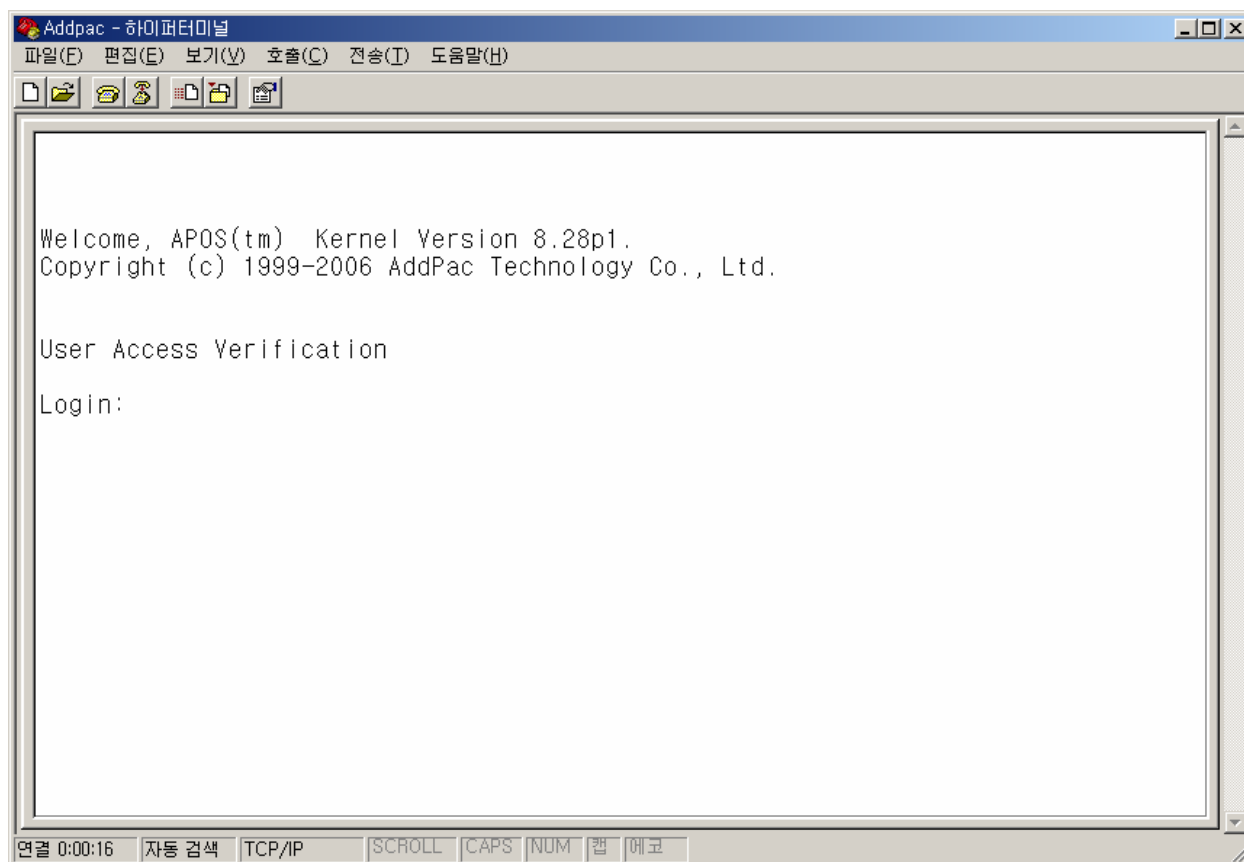 Addpac - 하이퍼터미널
파일(F) 편집(E) 보기(V) 호출(C) 전송(T) 도움말(H)
Welcome, APOS(tm)  Kernel Version 8.28p1.
Copyright (c) 1999-2006 AddPac Technology Co., Ltd.
User Access Verification
Login:
연결 0:00:16 자동 검색 TCP/IP SCROLL CAPS NUM 캡 에코